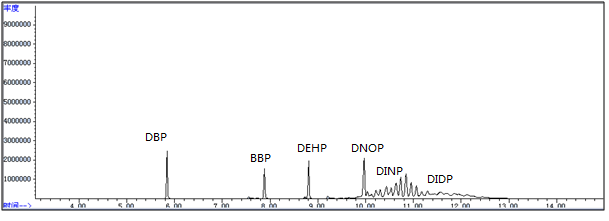 丰度
9000000
8000000
7000000
6000000
5000000
4000000
3000000
2000000
1000000
DBP
BBP
DEHP
DNOP
DINP
DIDP
4.00 5.00 6.00 7.00 8.00 9.00 10.00 11.00 12.00 13.00 14.00
时间-->